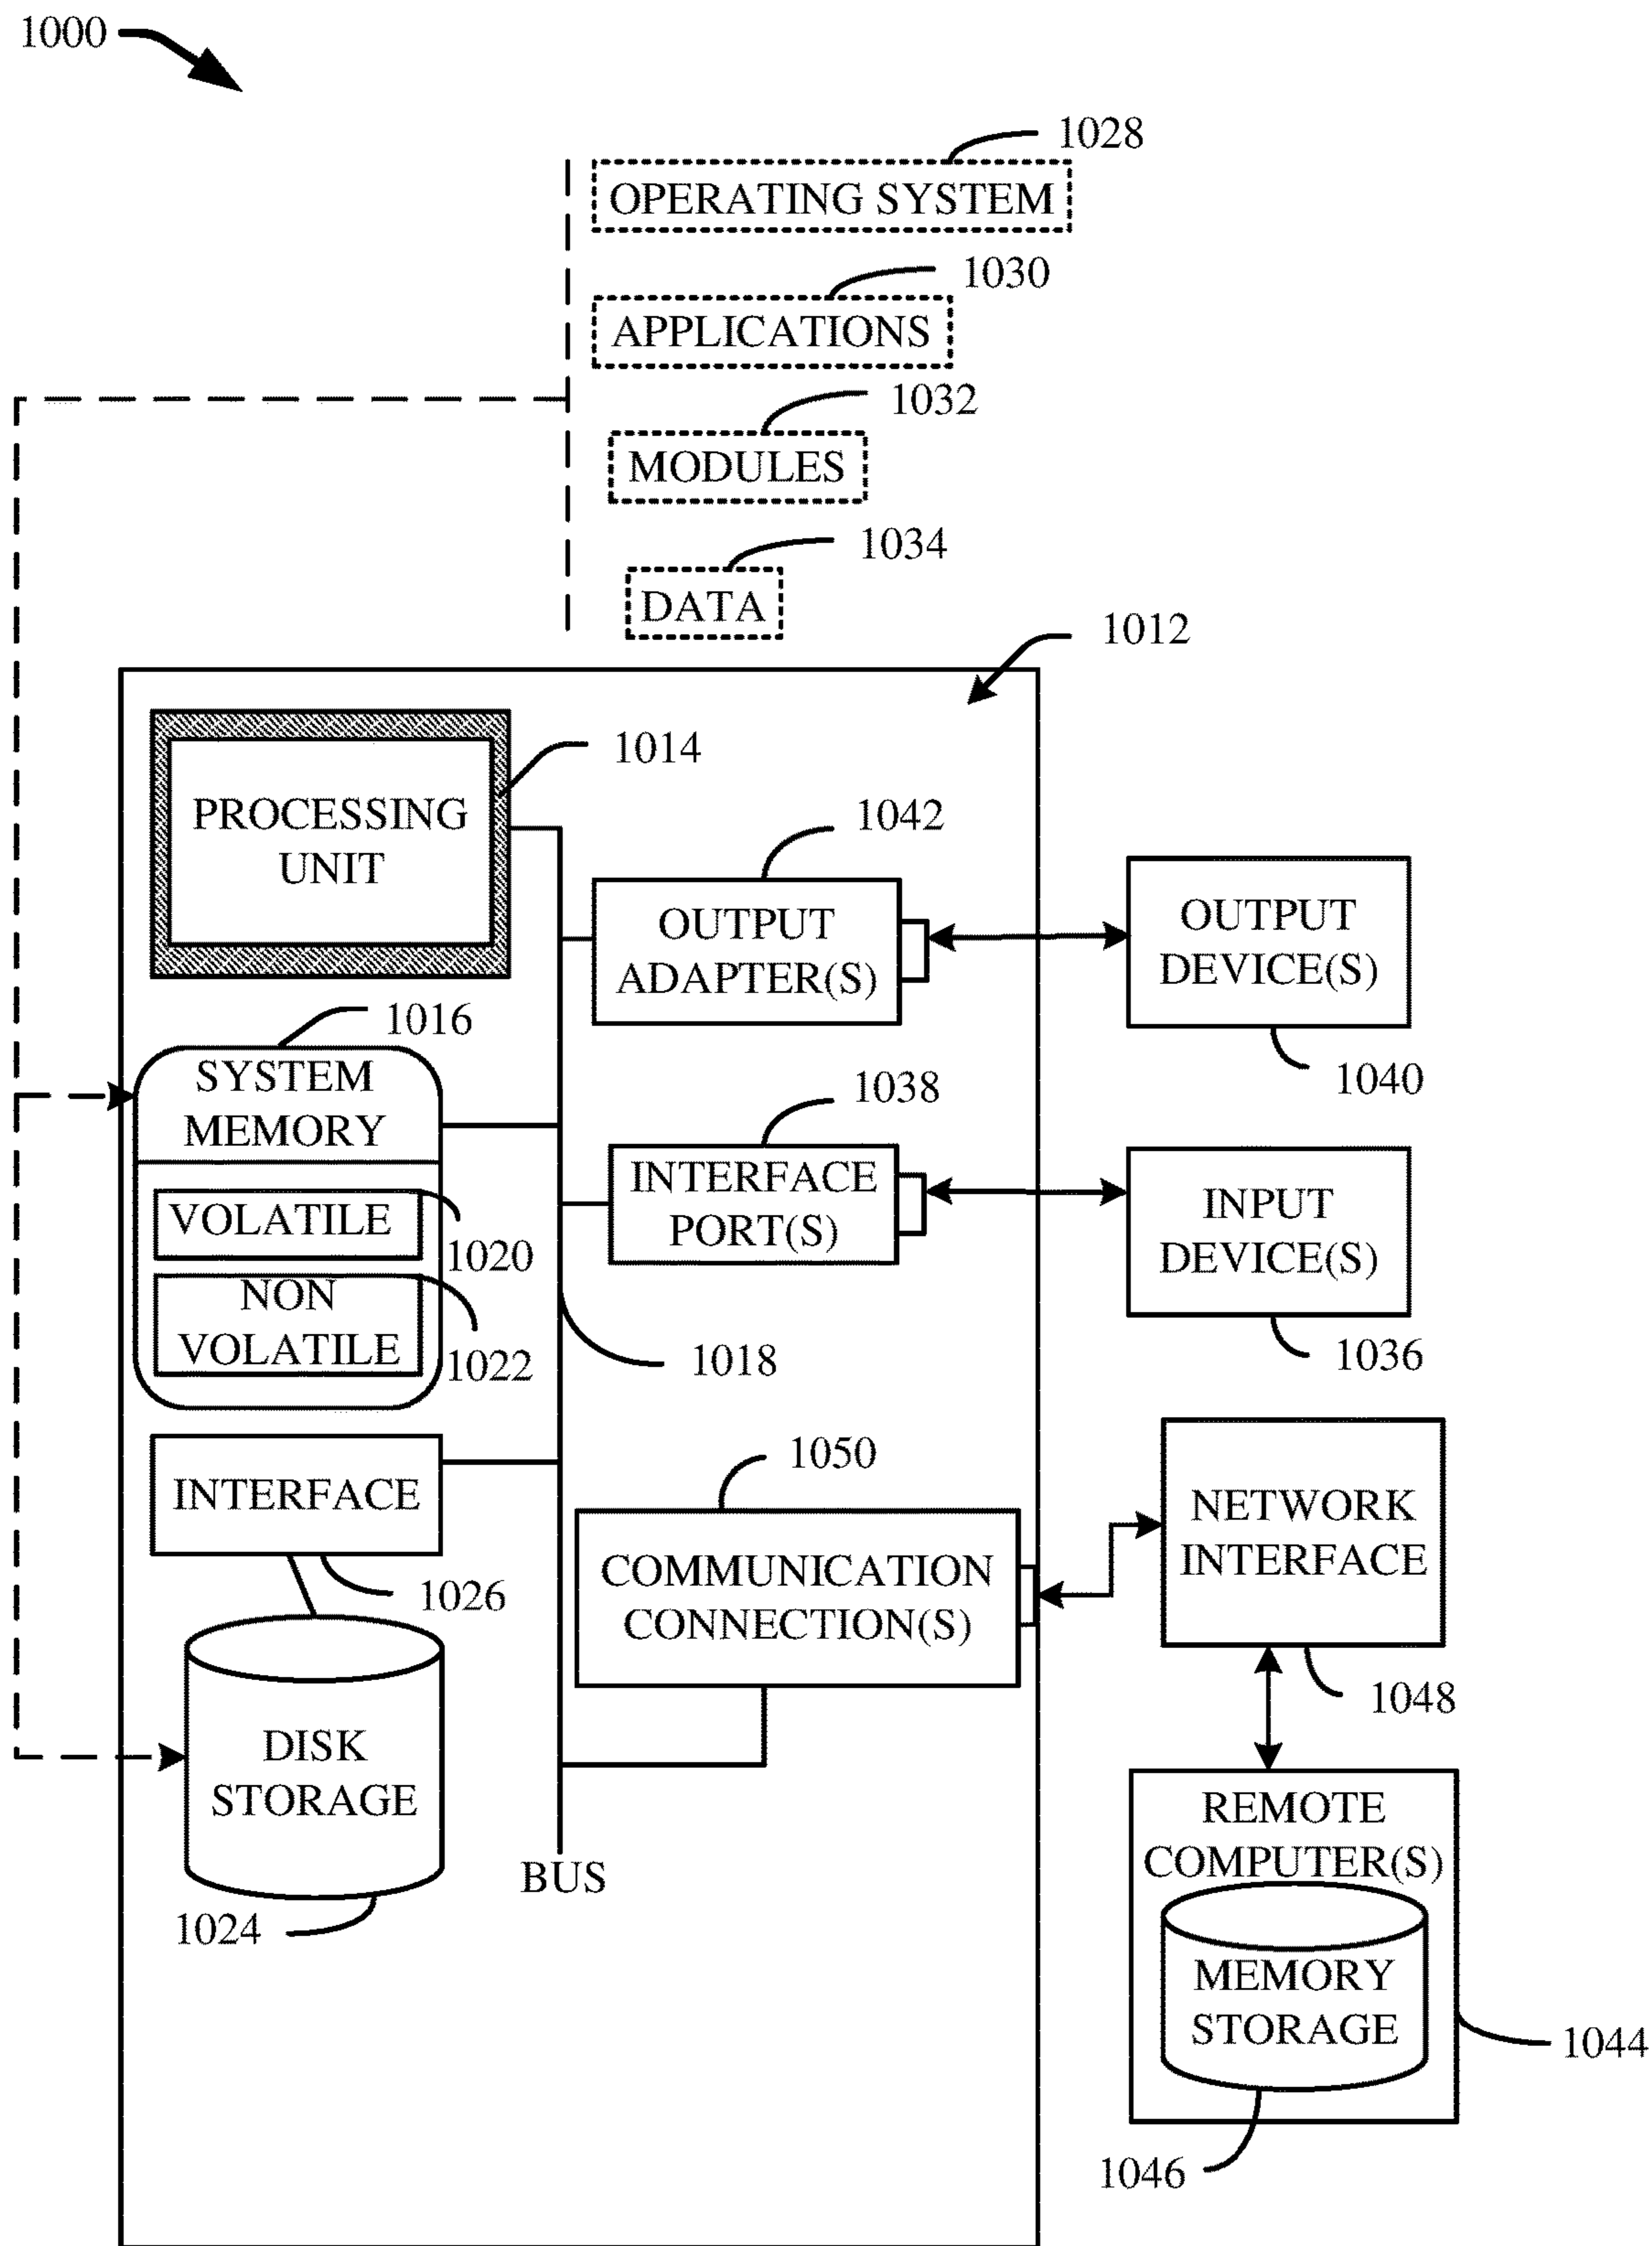 1000
1028
OPERATING SYSTEM
1030
APPLICATIONS
1032
MODULES
1034
DATA
1012
1014
PROCESSING
UNIT
1042
OUTPUT
ADAPTER(S)
OUTPUT
DEVICE(S)
1040
1016
SYSTEM
MEMORY
VOLATILE
1020
NON
VOLATILE
1022
1038
INTERFACE
PORT(S)
INPUT
DEVICE(S)
1036
1018
INTERFACE
1026
1050
COMMUNICATION
CONNECTION(S)
NETWORK
INTERFACE
1048
DISK
STORAGE
1024
BUS
REMOTE
COMPUTER(S)
MEMORY
STORAGE
1044
1046